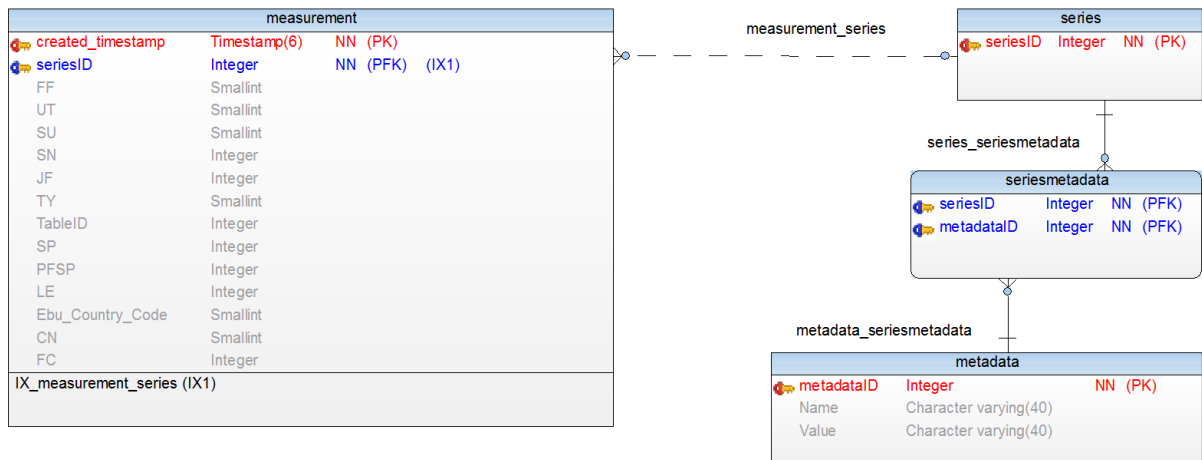 measurement
created_timestamp Timestamp(6) NN (PK)
seriesID Integer NN (PFK) (IX1)
FF Smallint
UT Smallint
SU Smallint
SN Integer
JF Integer
TY Smallint
TableID Integer
SP Integer
PFSP Integer
LE Integer
Ebu_Country_Code Smallint
CN Smallint
FC Integer
IX_measurement_series (IX1)
measurement_series
series
seriesID Integer NN (PK)
series_seriesmetadata
seriesmetadata
seriesID Integer NN (PFK)
metadataID Integer NN (PFK)
metadata_seriesmetadata
metadata
metadataID Integer NN (PK)
Name Character varying(40)
Value Character varying(40)